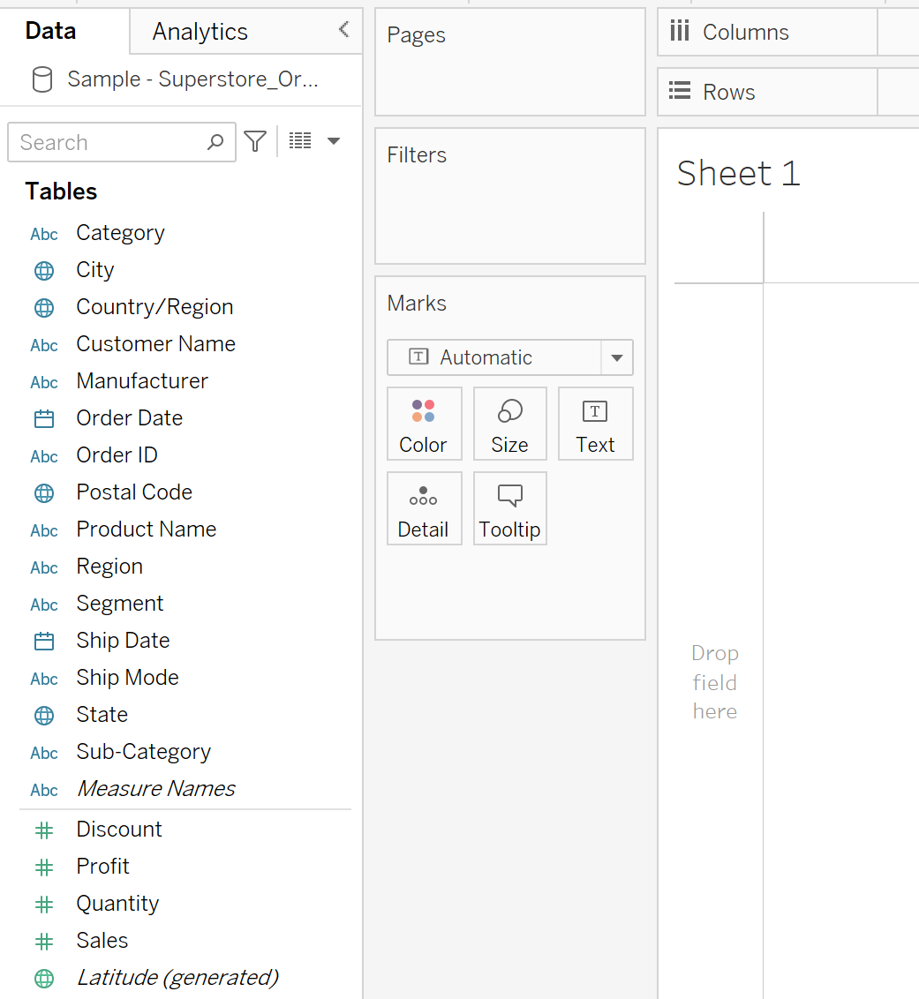 Data
Analytics
Sample - Superstore_Or...
Search
Tables
Abc Category
City
Country/Region
Abc Customer Name
Abc Manufacturer
Order Date
Abc Order ID
Postal Code
Abc Product Name
Abc Region
Abc Segment
Ship Date
Abc Ship Mode
State
Abc Sub-Category
Abc Measure Names
# Discount
# Profit
# Quantity
# Sales
Latitude (generated)
Pages
Filters
Marks
T Automatic
Color
Size
T
Text
Detail
Tooltip
Columns
Rows
Sheet 1
Drop
field
here